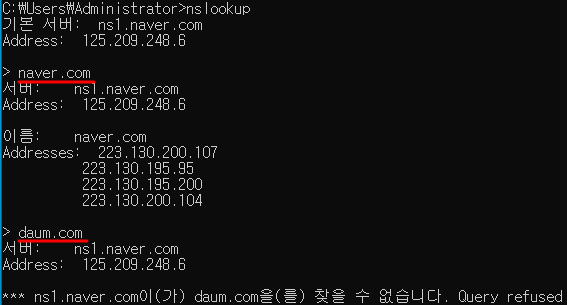 C:₩Users₩Administrator>nslookup
기본 서버:  ns1.naver.com
Address:  125.209.248.6
> naver.com
서버:    ns1.naver.com
Address:  125.209.248.6
이름:    naver.com
Addresses:  223.130.200.107
223.130.195.95
223.130.195.200
223.130.200.104
> daum.com
서버:    ns1.naver.com
Address:  125.209.248.6
*** ns1.naver.com이(가) daum.com을(를) 찾을 수 없습니다. Query refused